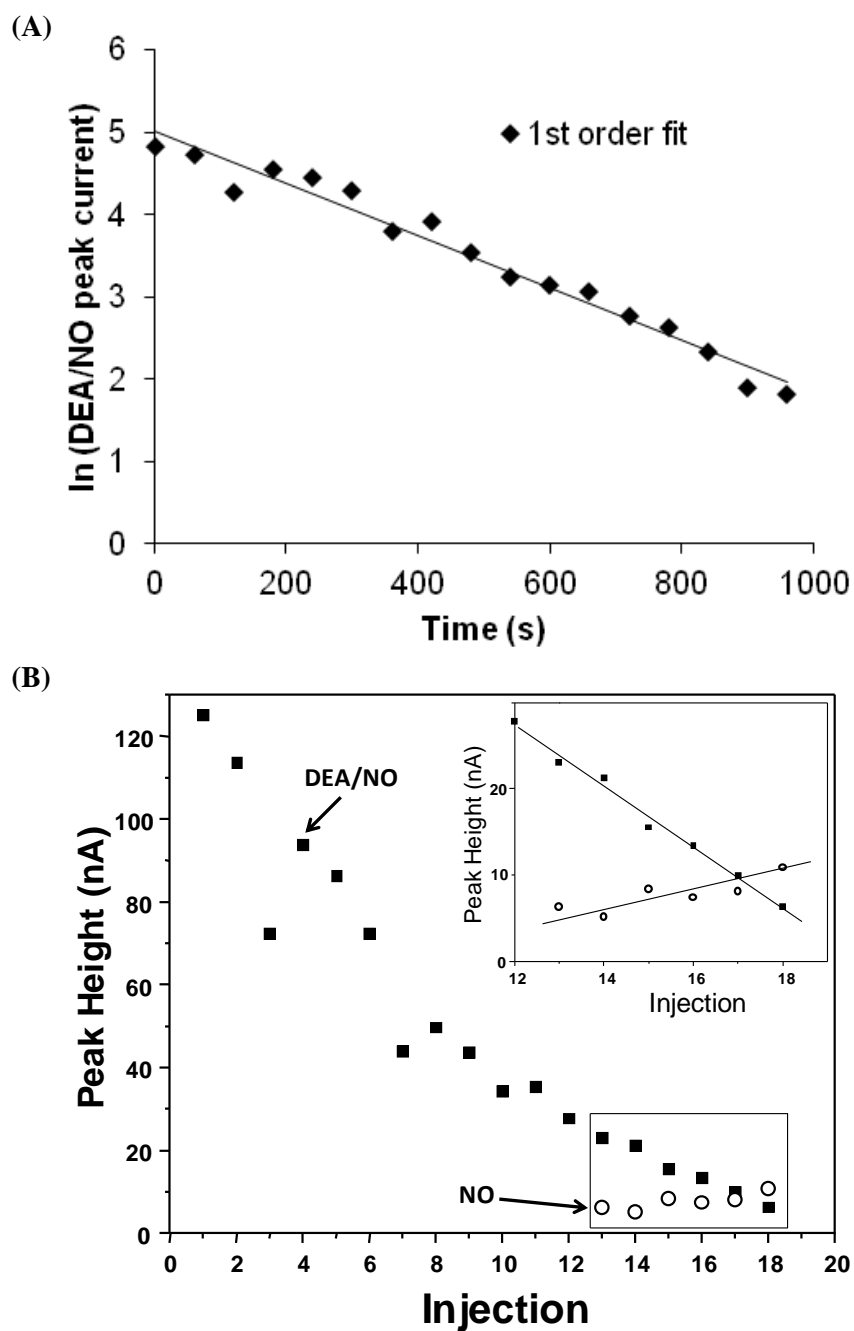 (A)
6
5
4
3
2
1
0
ln (DEA/NO peak current)
1st order fit
0 200 400 600 800 1000
Time (s)
(B)
120
100
80
60
40
20
0
Peak Height (nA)
DEA/NO
NO
0 2 4 6 8 10 12 14 16 18 20
Injection
20
10
0
Peak Height (nA)
12 14 16 18
Injection